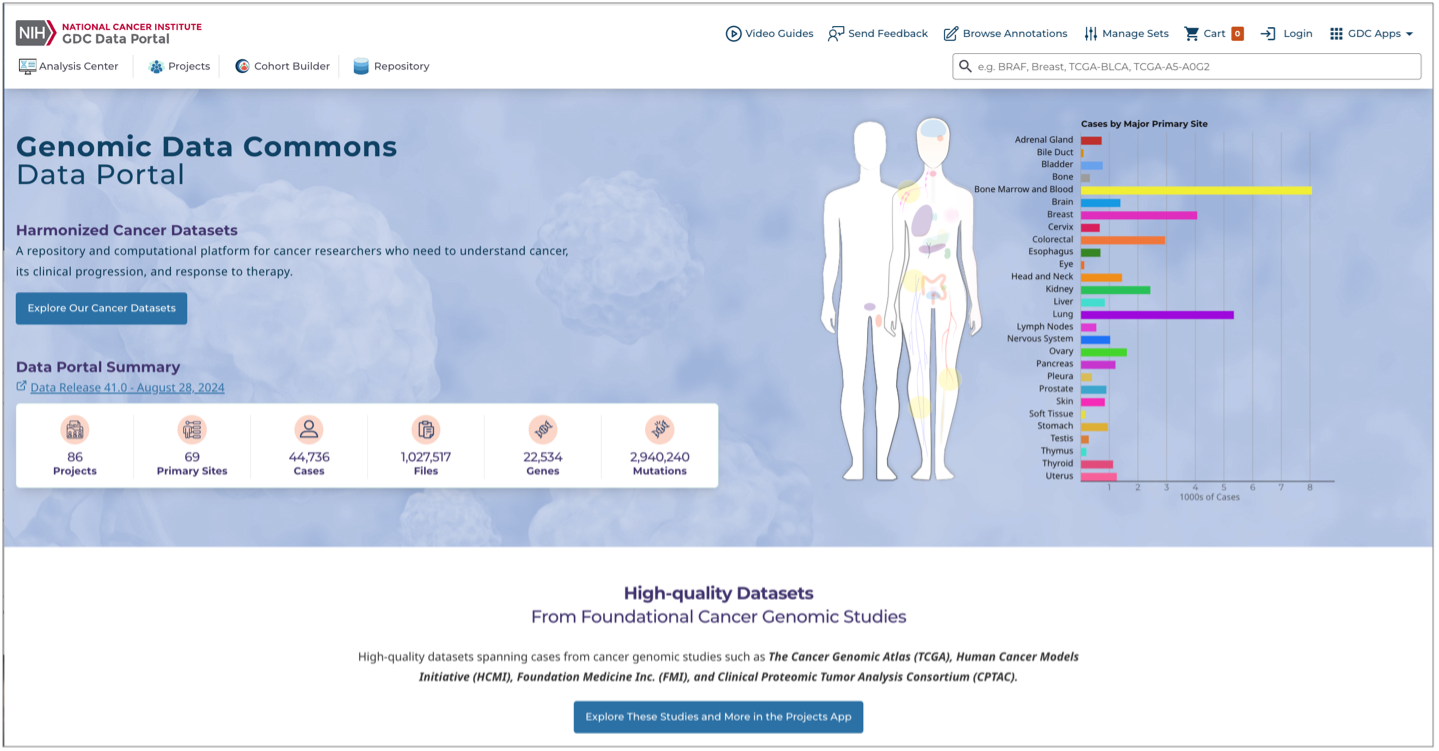 NIH NATIONAL CANCER INSTITUTE
GDC Data Portal
Video Guides
Send Feedback
Browse Annotations
Manage Sets
Cart 0
Login
GDC Apps
Analysis Center
Projects
Cohort Builder
Repository
e.g. BRAF, Breast, TCGA-BLCA, TCGA-A5-A0G2
Genomic Data Commons
Data Portal
Harmonized Cancer Datasets
A repository and computational platform for cancer researchers who need to understand cancer,
its clinical progression, and response to therapy.
Explore Our Cancer Datasets
Data Portal Summary
Data Release 41.0 - August 28, 2024
86
Projects
69
Primary Sites
44,736
Cases
1,027,517
Files
22,534
Genes
2,940,240
Mutations
Cases by Major Primary Site
Adrenal Gland
Bile Duct
Bladder
Bone
Bone Marrow and Blood
Brain
Breast
Cervix
Colorectal
Esophagus
Eye
Head and Neck
Kidney
Liver
Lung
Lymph Nodes
Nervous System
Ovary
Pancreas
Pleura
Prostate
Skin
Soft Tissue
Stomach
Testis
Thymus
Thyroid
Uterus
1 2 3 4 5 6 7 8
1000s of Cases
High-quality Datasets
From Foundational Cancer Genomic Studies
High-quality datasets spanning cases from cancer genomic studies such as The Cancer Genomic Atlas (TCGA), Human Cancer Models
Initiative (HCMI), Foundation Medicine Inc. (FMI), and Clinical Proteomic Tumor Analysis Consortium (CPTAC).
Explore These Studies and More in the Projects App